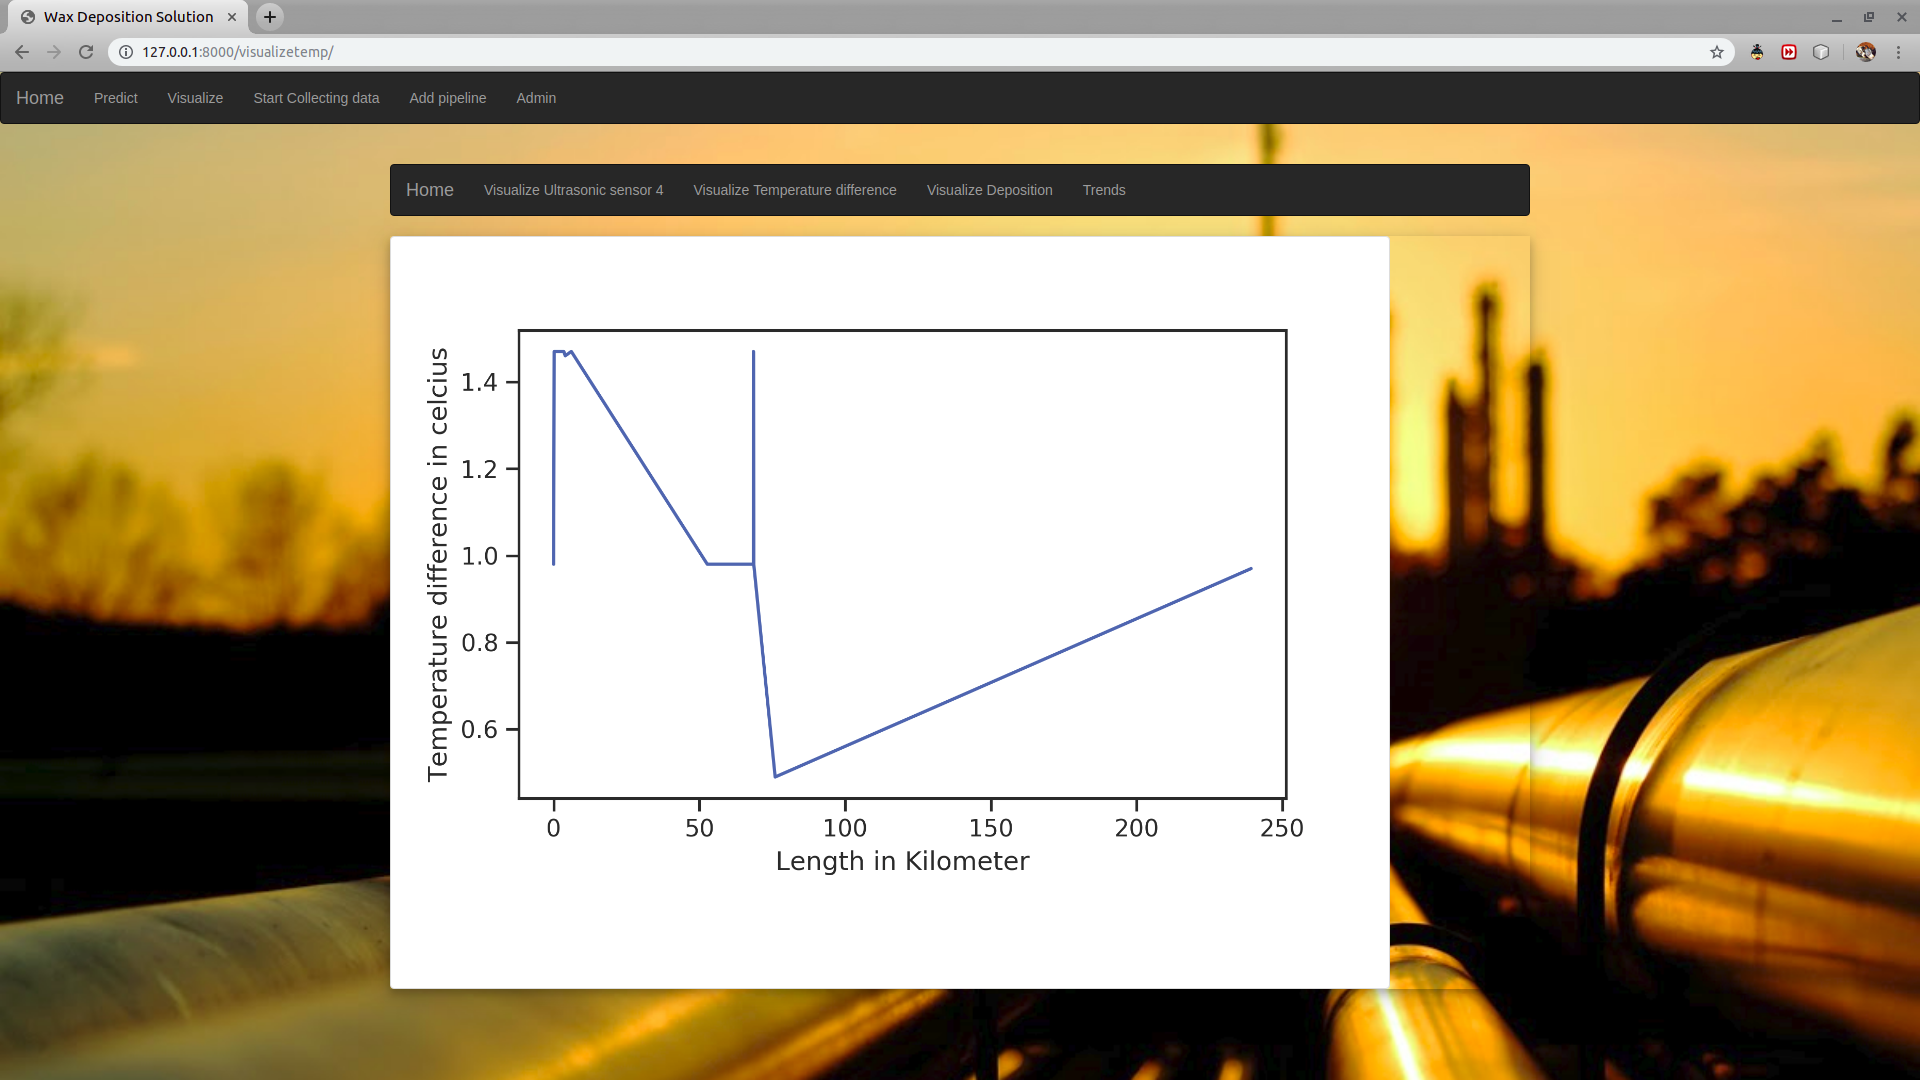 Wax Deposition Solution
127.0.0.1:8000/visualizetemp/
Home Predict Visualize Start Collecting data Add pipeline Admin
Home Visualize Ultrasonic sensor 4 Visualize Temperature difference Visualize Deposition Trends
Temperature difference in celcius
1.4
1.2
1.0
0.8
0.6
0 50 100 150 200 250
Length in Kilometer